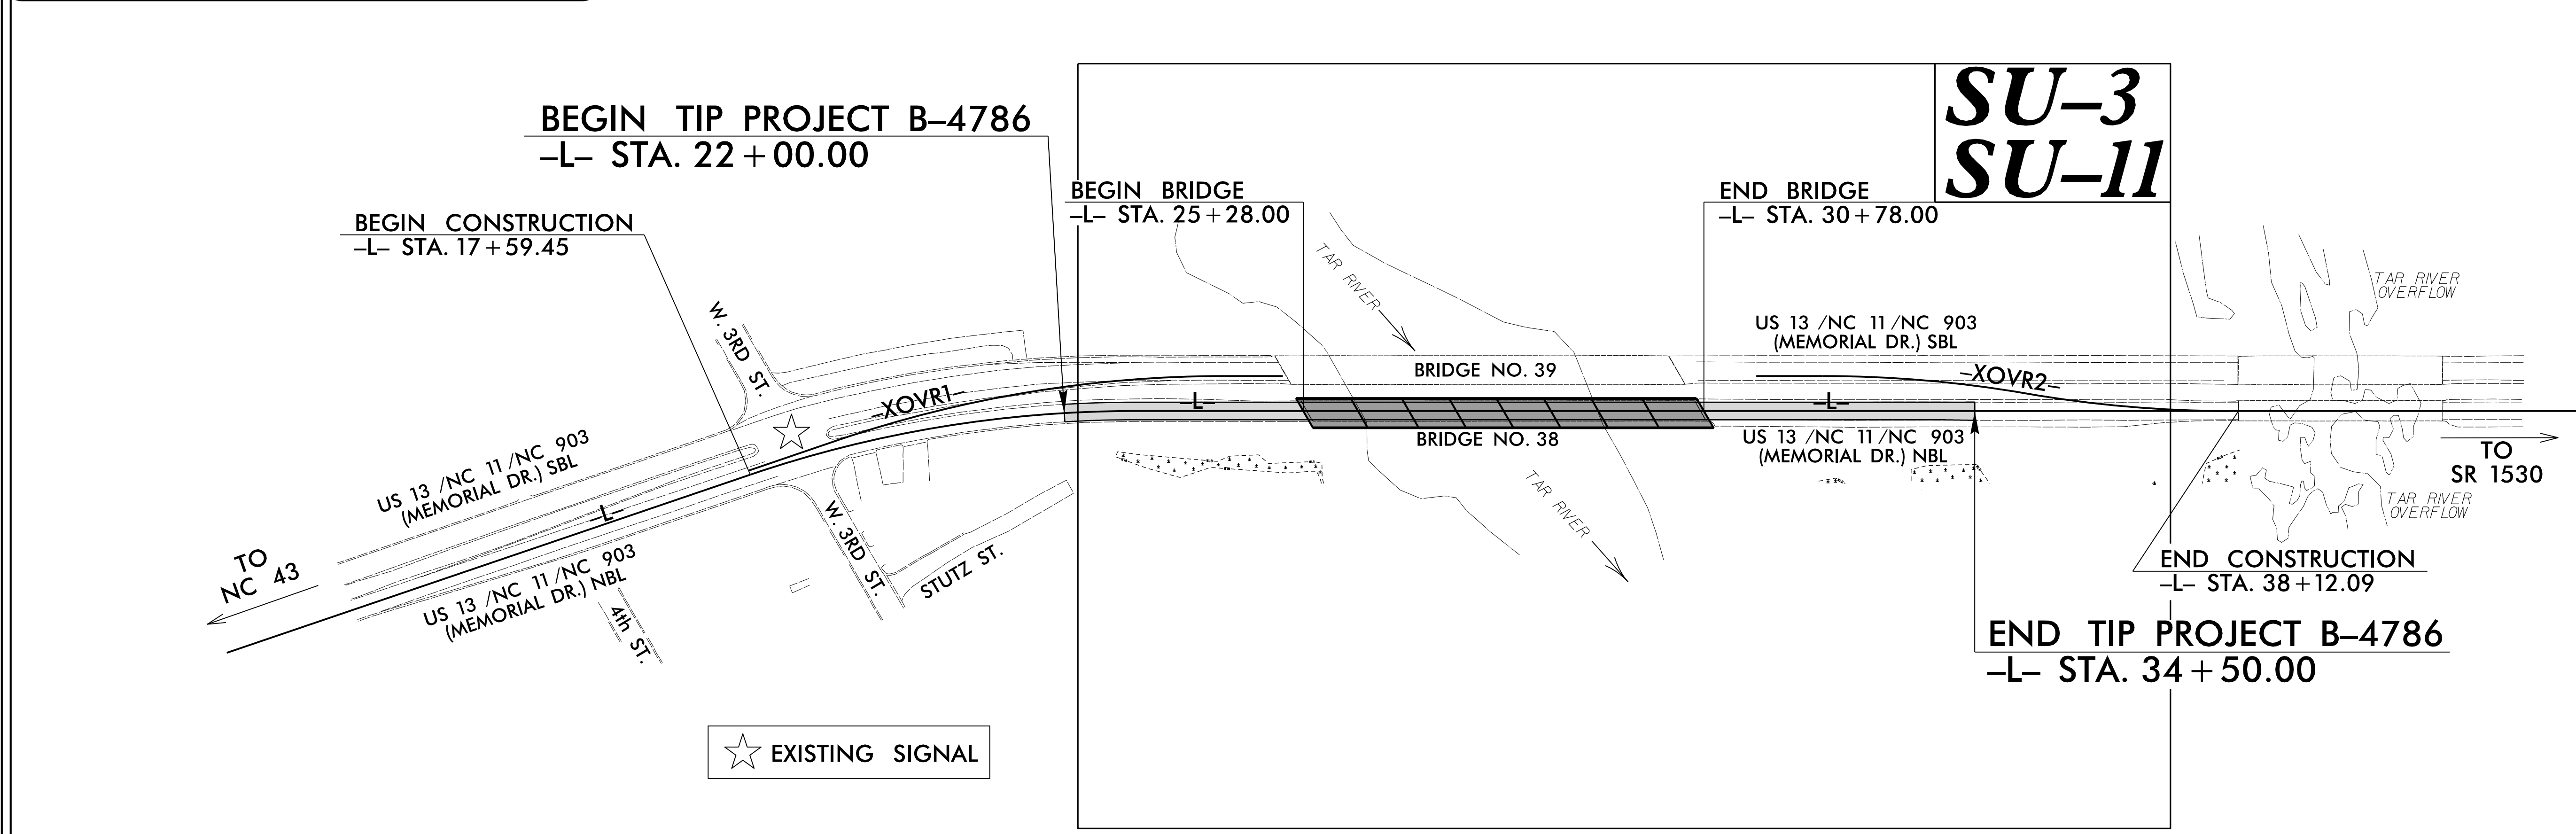 SU–3
SU–11
BEGIN TIP PROJECT B–4786
–L– STA. 22+00.00
BEGIN BRIDGE
–L– STA. 25+28.00
END BRIDGE
–L– STA. 30+78.00
BEGIN CONSTRUCTION
–L– STA. 17+59.45
TAR RIVER
TAR RIVER
OVERFLOW
W. 3RD ST.
US 13 /NC 11 /NC 903
(MEMORIAL DR.) SBL
BRIDGE NO. 39
–XOVR1–
–L–
–L–
–XOVR2–
BRIDGE NO. 38
US 13 /NC 11 /NC 903
(MEMORIAL DR.) NBL
US 13 /NC 11 /NC 903
(MEMORIAL DR.) SBL
TO
SR 1530
TAR RIVER
TAR RIVER
OVERFLOW
–L–
W. 3RD ST.
STUTZ ST.
TO
NC 43
US 13 /NC 11 /NC 903
(MEMORIAL DR.) NBL
4th ST.
END CONSTRUCTION
–L– STA. 38+12.09
END TIP PROJECT B–4786
–L– STA. 34+50.00
EXISTING SIGNAL